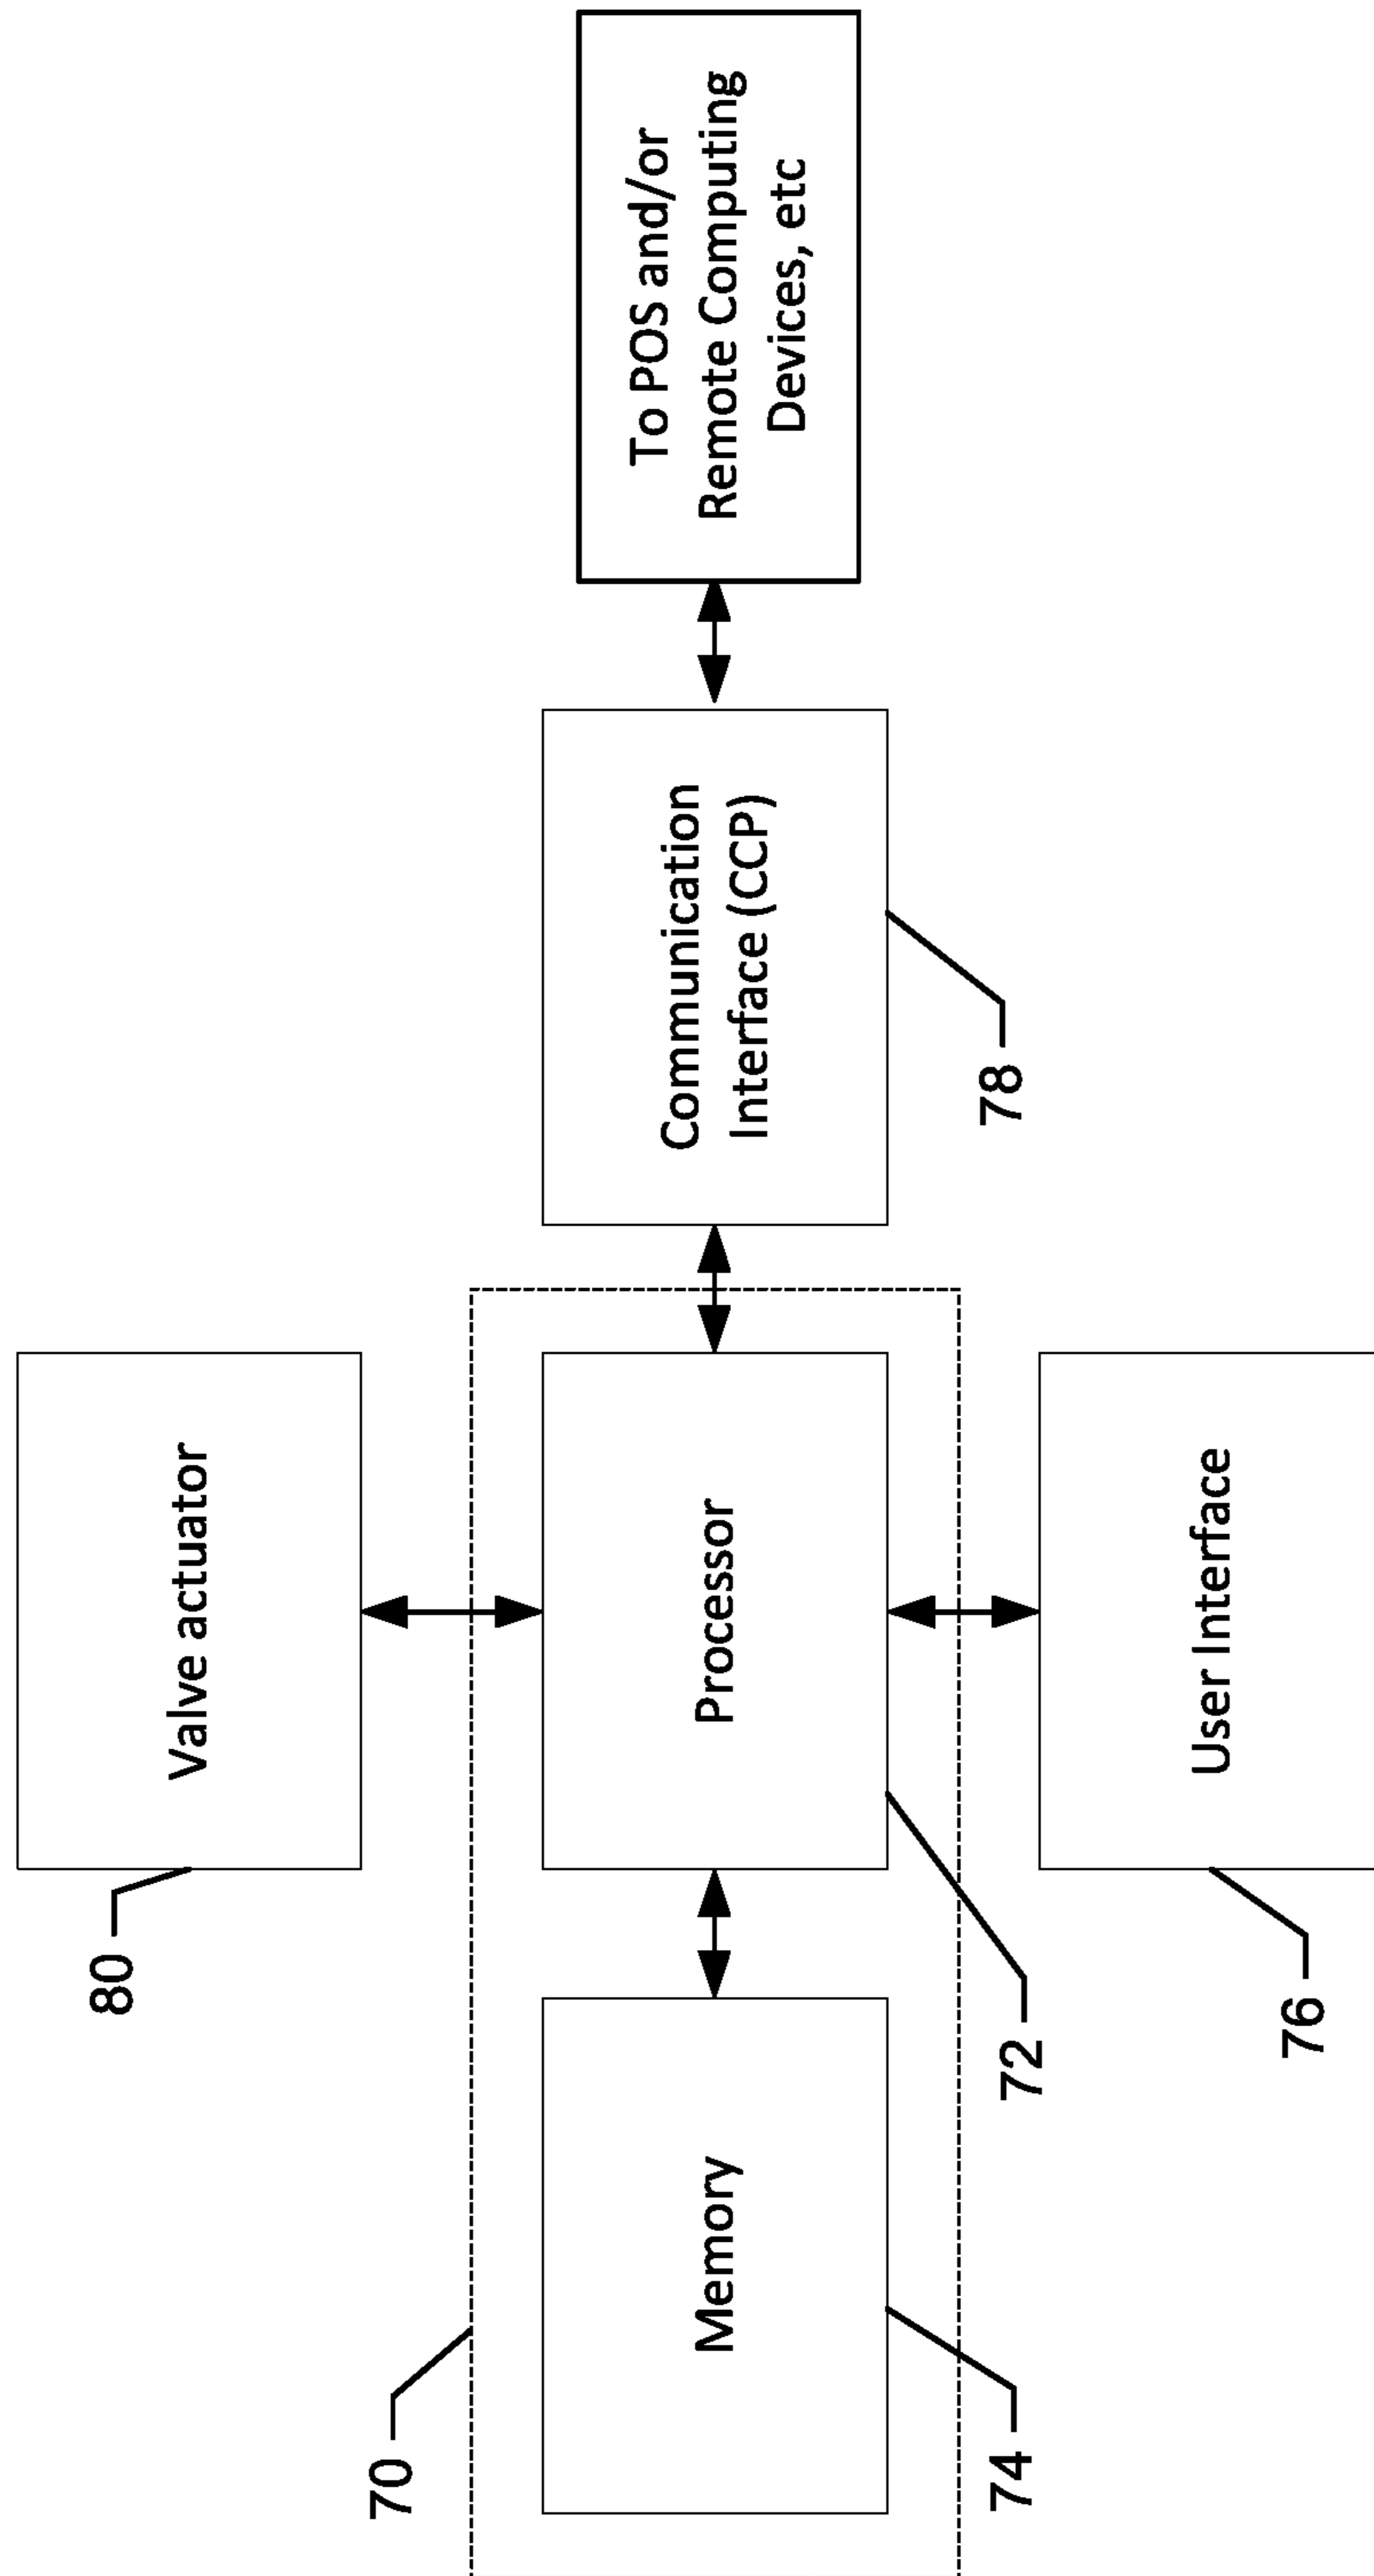 80
Valve actuator
70
Memory
Processor
Communication
Interface (CCP)
To POS and/or
Remote Computing
Devices, etc
74
72
78
76
User Interface